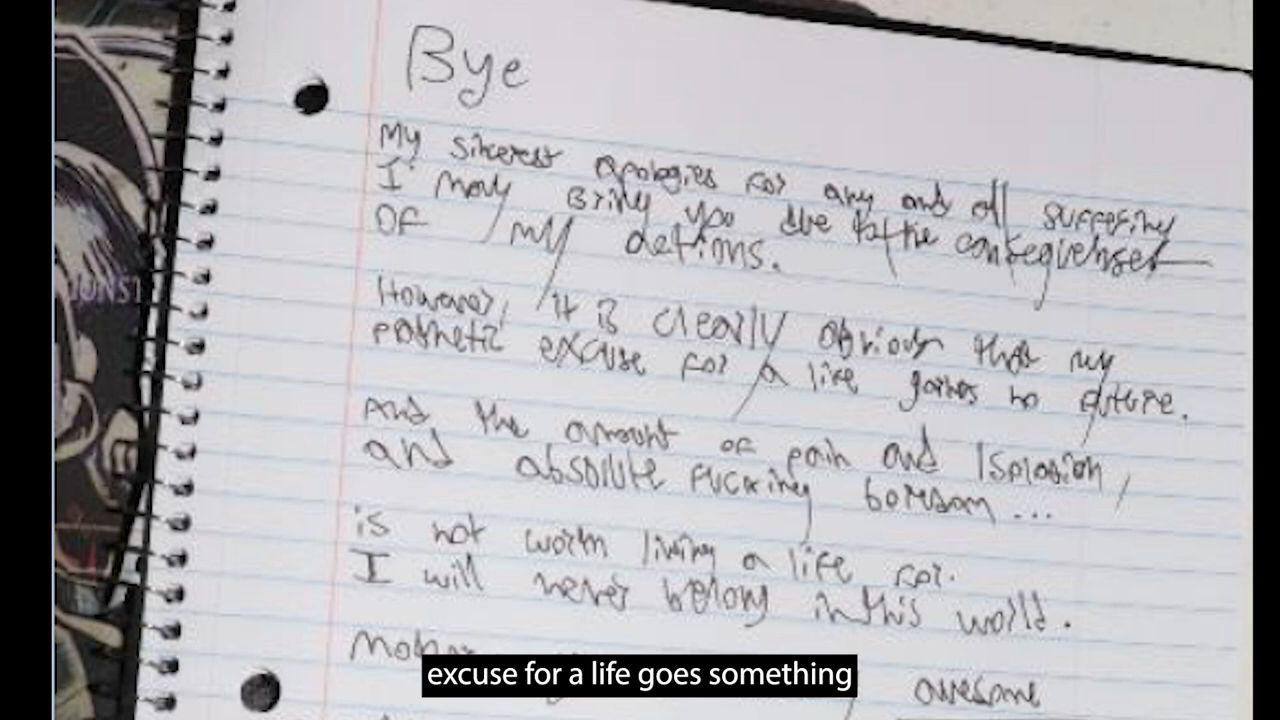 Bye
My sincerest apologies for any and all suffering
I may Bring you due to the consequenses
OF my actions.
However, it is clearly obvious that my
pathetic excuse for a life goes no future.
And the amount of pain and Isolation,
and absolute fucking boredom...
is not worth living a life for.
I will never belong in this world.
awesome
excuse for a life goes something